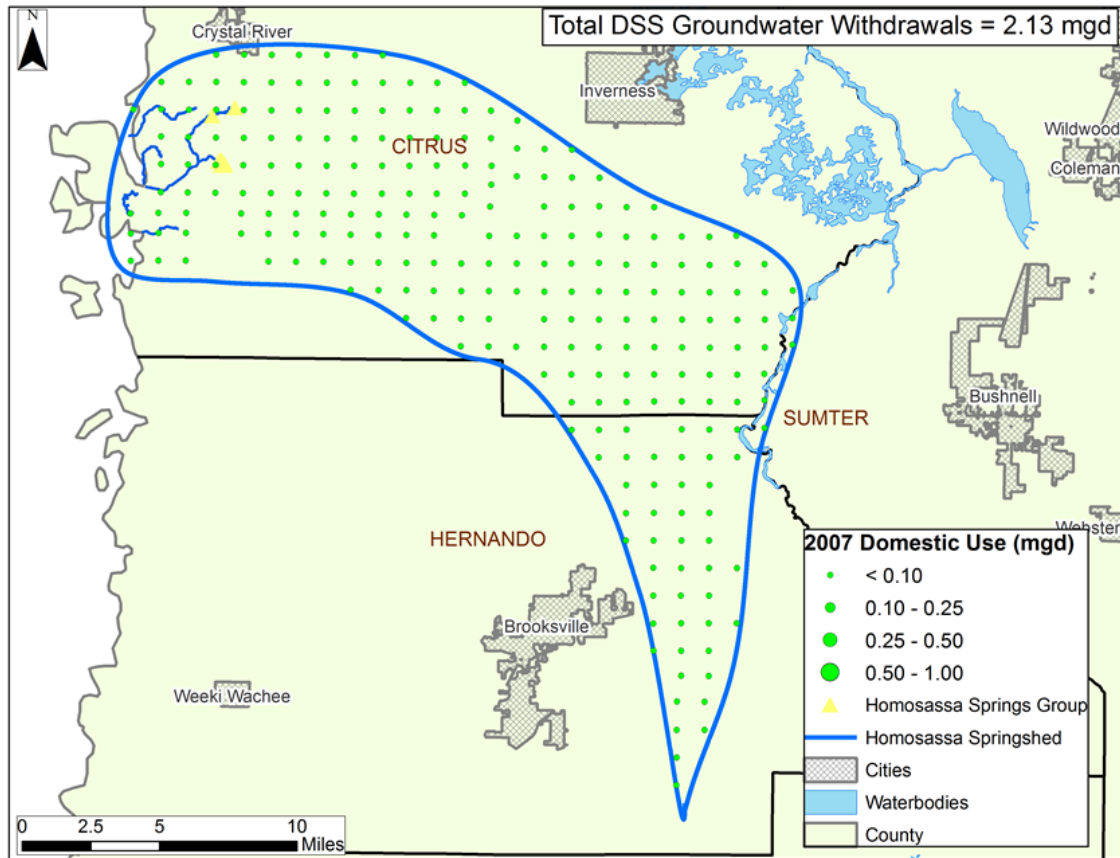 Total DSS Groundwater Withdrawals = 2.13 mgd
N
Crystal River
Inverness
Wildwood
Coleman
CITRUS
SUMTER
Bushnell
HERNANDO
Webster
Brooksville
Weeki Wachee
2007 Domestic Use (mgd)
< 0.10
0.10 - 0.25
0.25 - 0.50
0.50 - 1.00
Homosassa Springs Group
Homosassa Springshed
Cities
Waterbodies
County
0 2.5 5 10
Miles